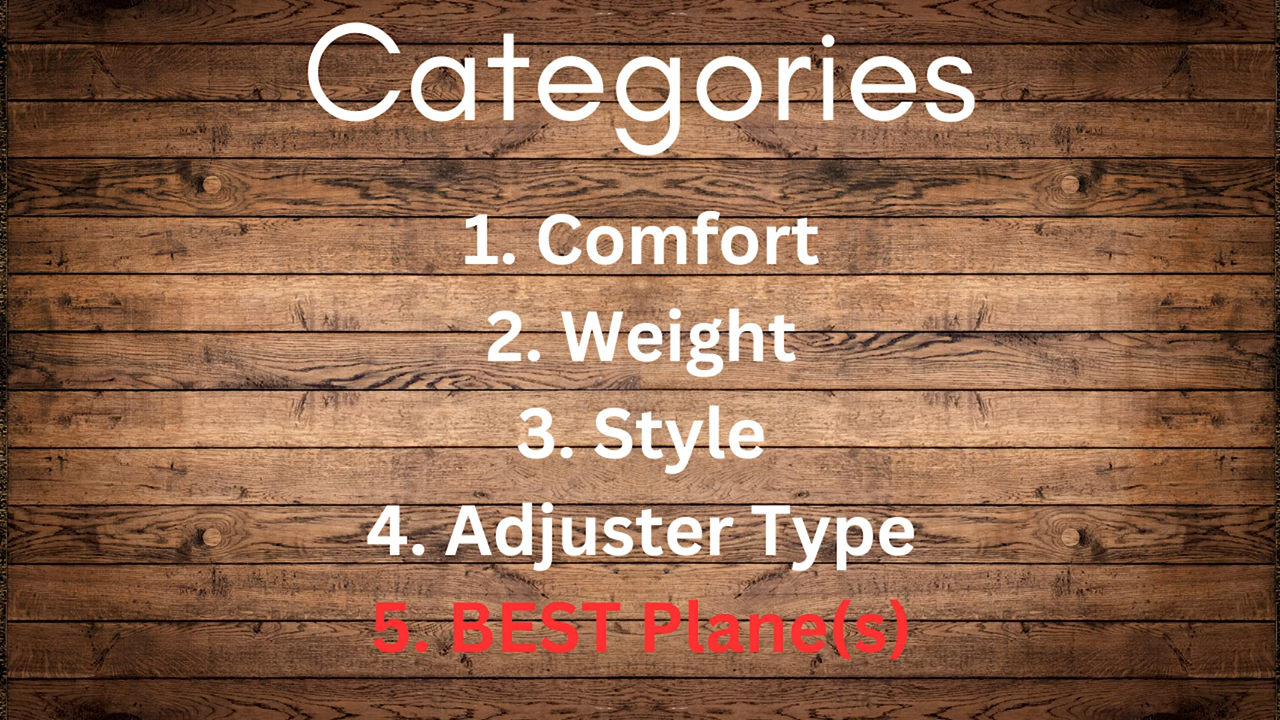 Categories
1. Comfort
2. Weight
3. Style
4. Adjuster Type
5. BEST Plane(s)